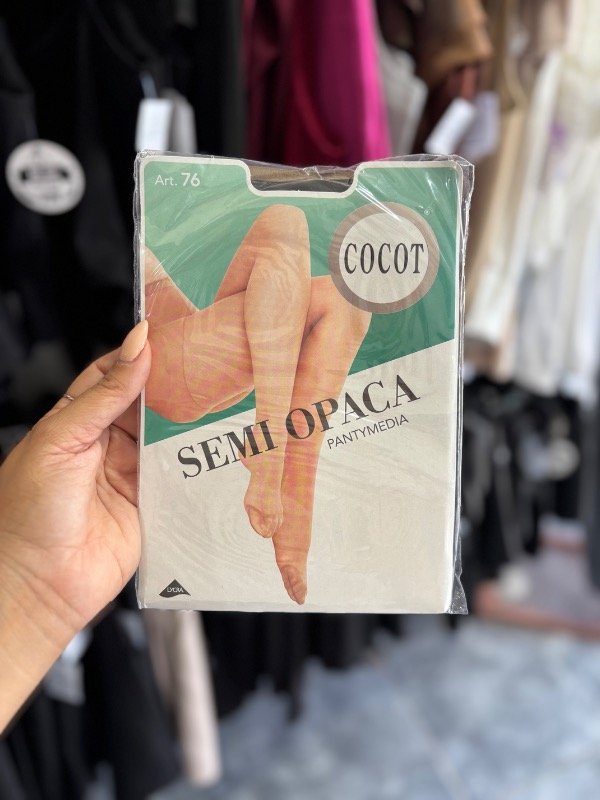 Art. 76
COCOT
SEMI OPACA
PANTYMEDIA
LYCRA